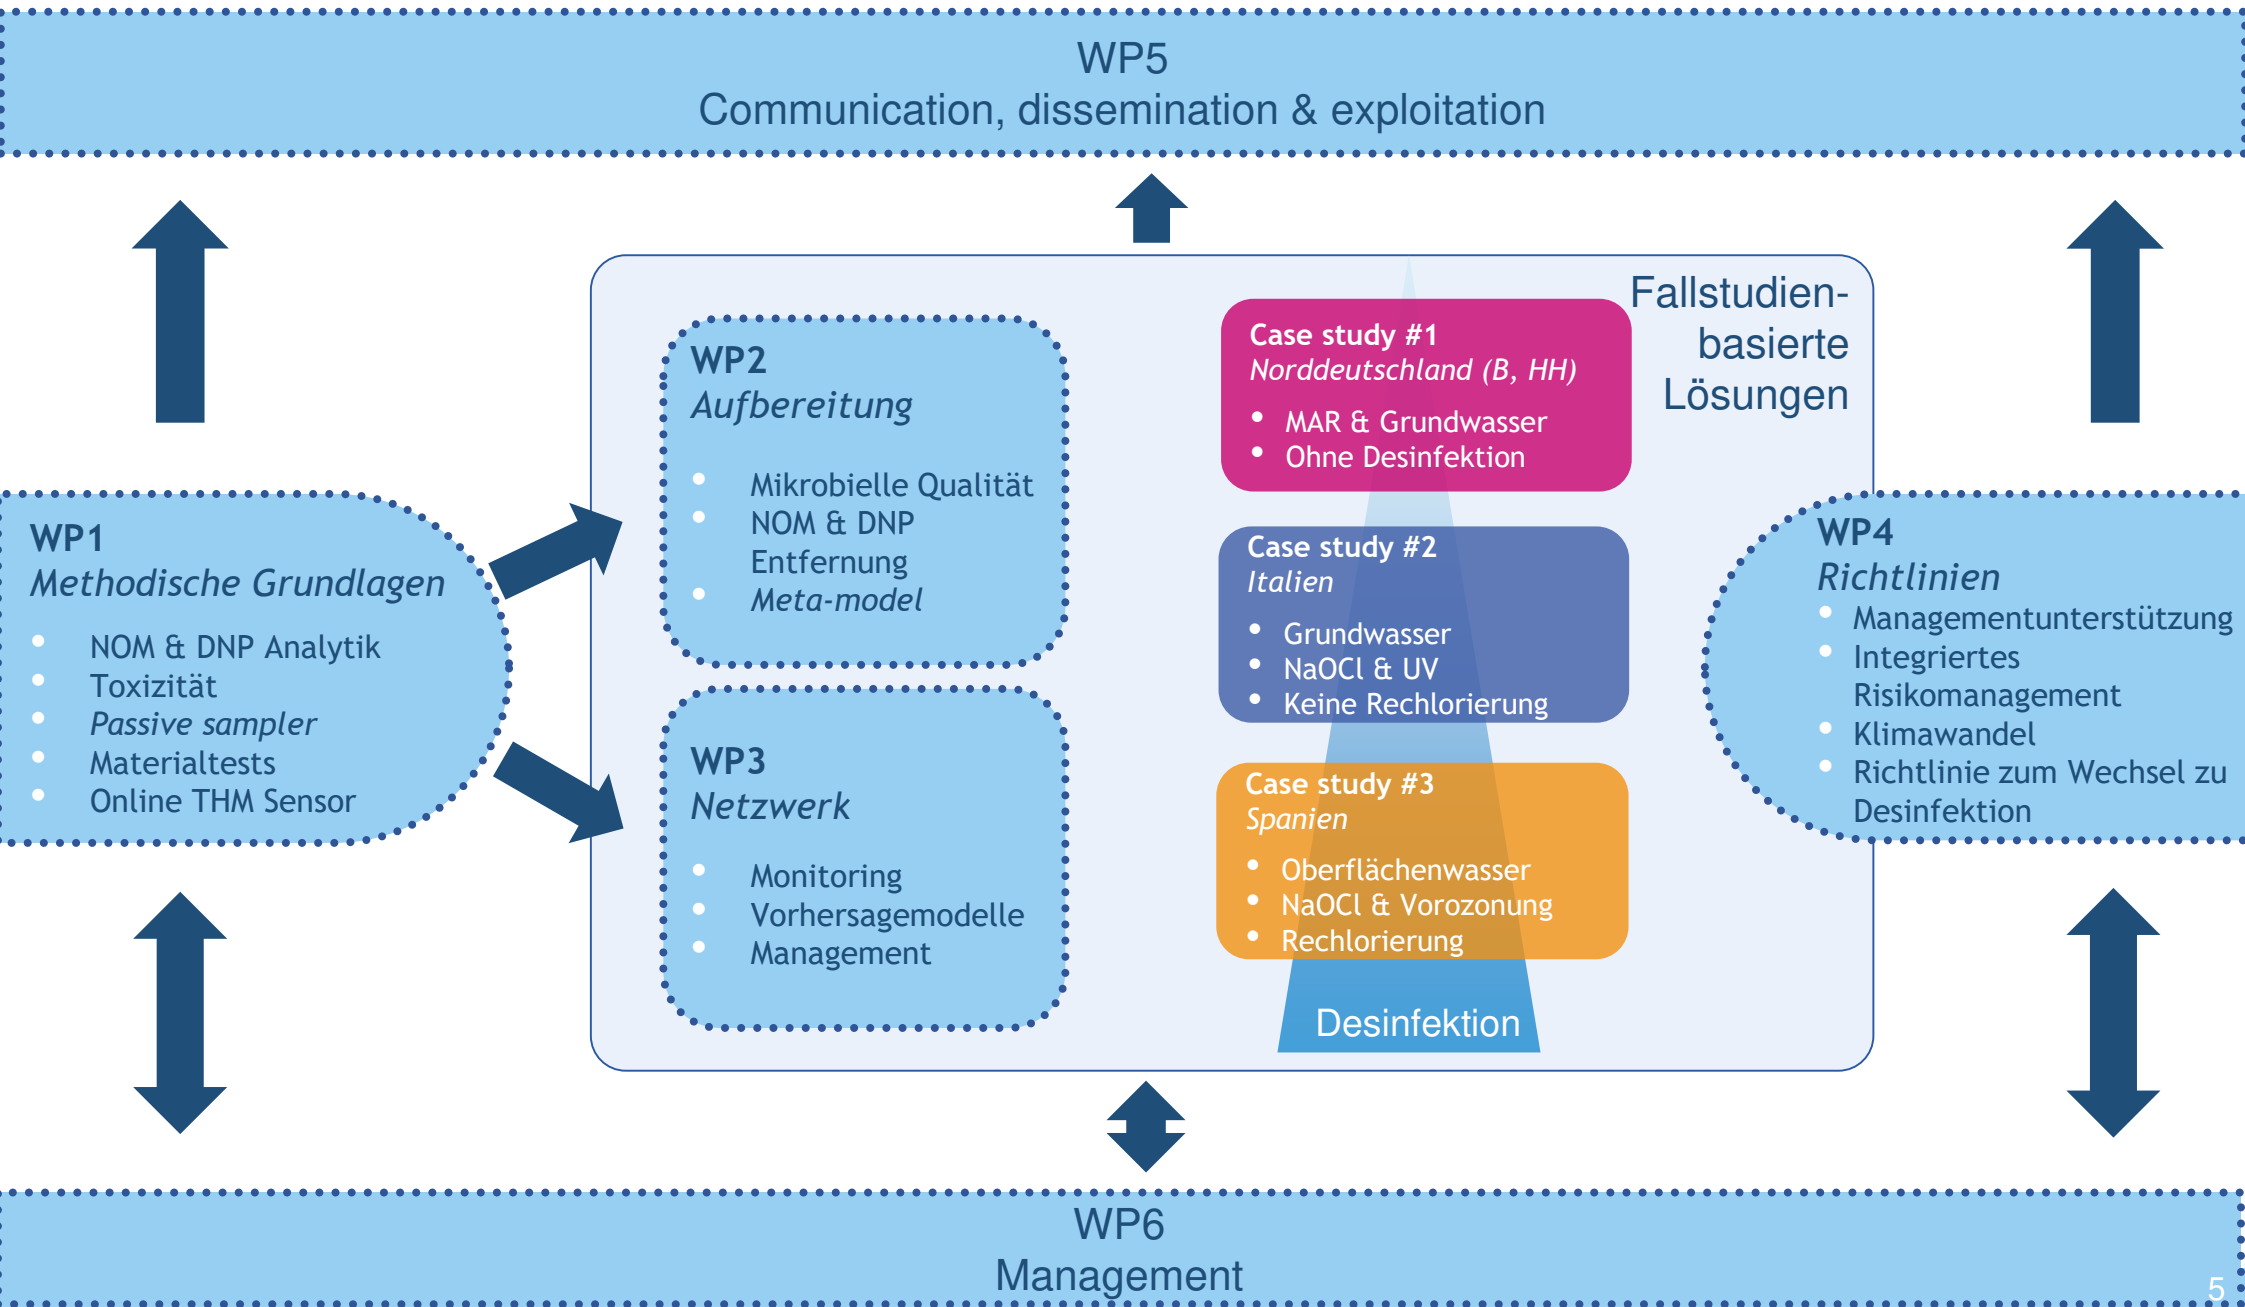 WP5
Communication, dissemination & exploitation
WP1
Methodische Grundlagen
• NOM & DNP Analytik
• Toxizität
• Passive sampler
• Materialtests
• Online THM Sensor
WP2
Aufbereitung
• Mikrobielle Qualität
• NOM & DNP
Entfernung
• Meta-model
WP3
Netzwerk
• Monitoring
• Vorhersagemodelle
• Management
Fallstudien-
basierte
Lösungen
Case study #1
Norddeutschland (B, HH)
• MAR & Grundwasser
• Ohne Desinfektion
Case study #2
Italien
• Grundwasser
• NaOCl & UV
• Keine Rechlorierung
Case study #3
Spanien
• Oberflächenwasser
• NaOCl & Vorozonung
• Rechlorierung
Desinfektion
WP4
Richtlinien
• Managementunterstützung
• Integriertes
Risikomanagement
• Klimawandel
• Richtlinie zum Wechsel zu
Desinfektion
WP6
Management
5